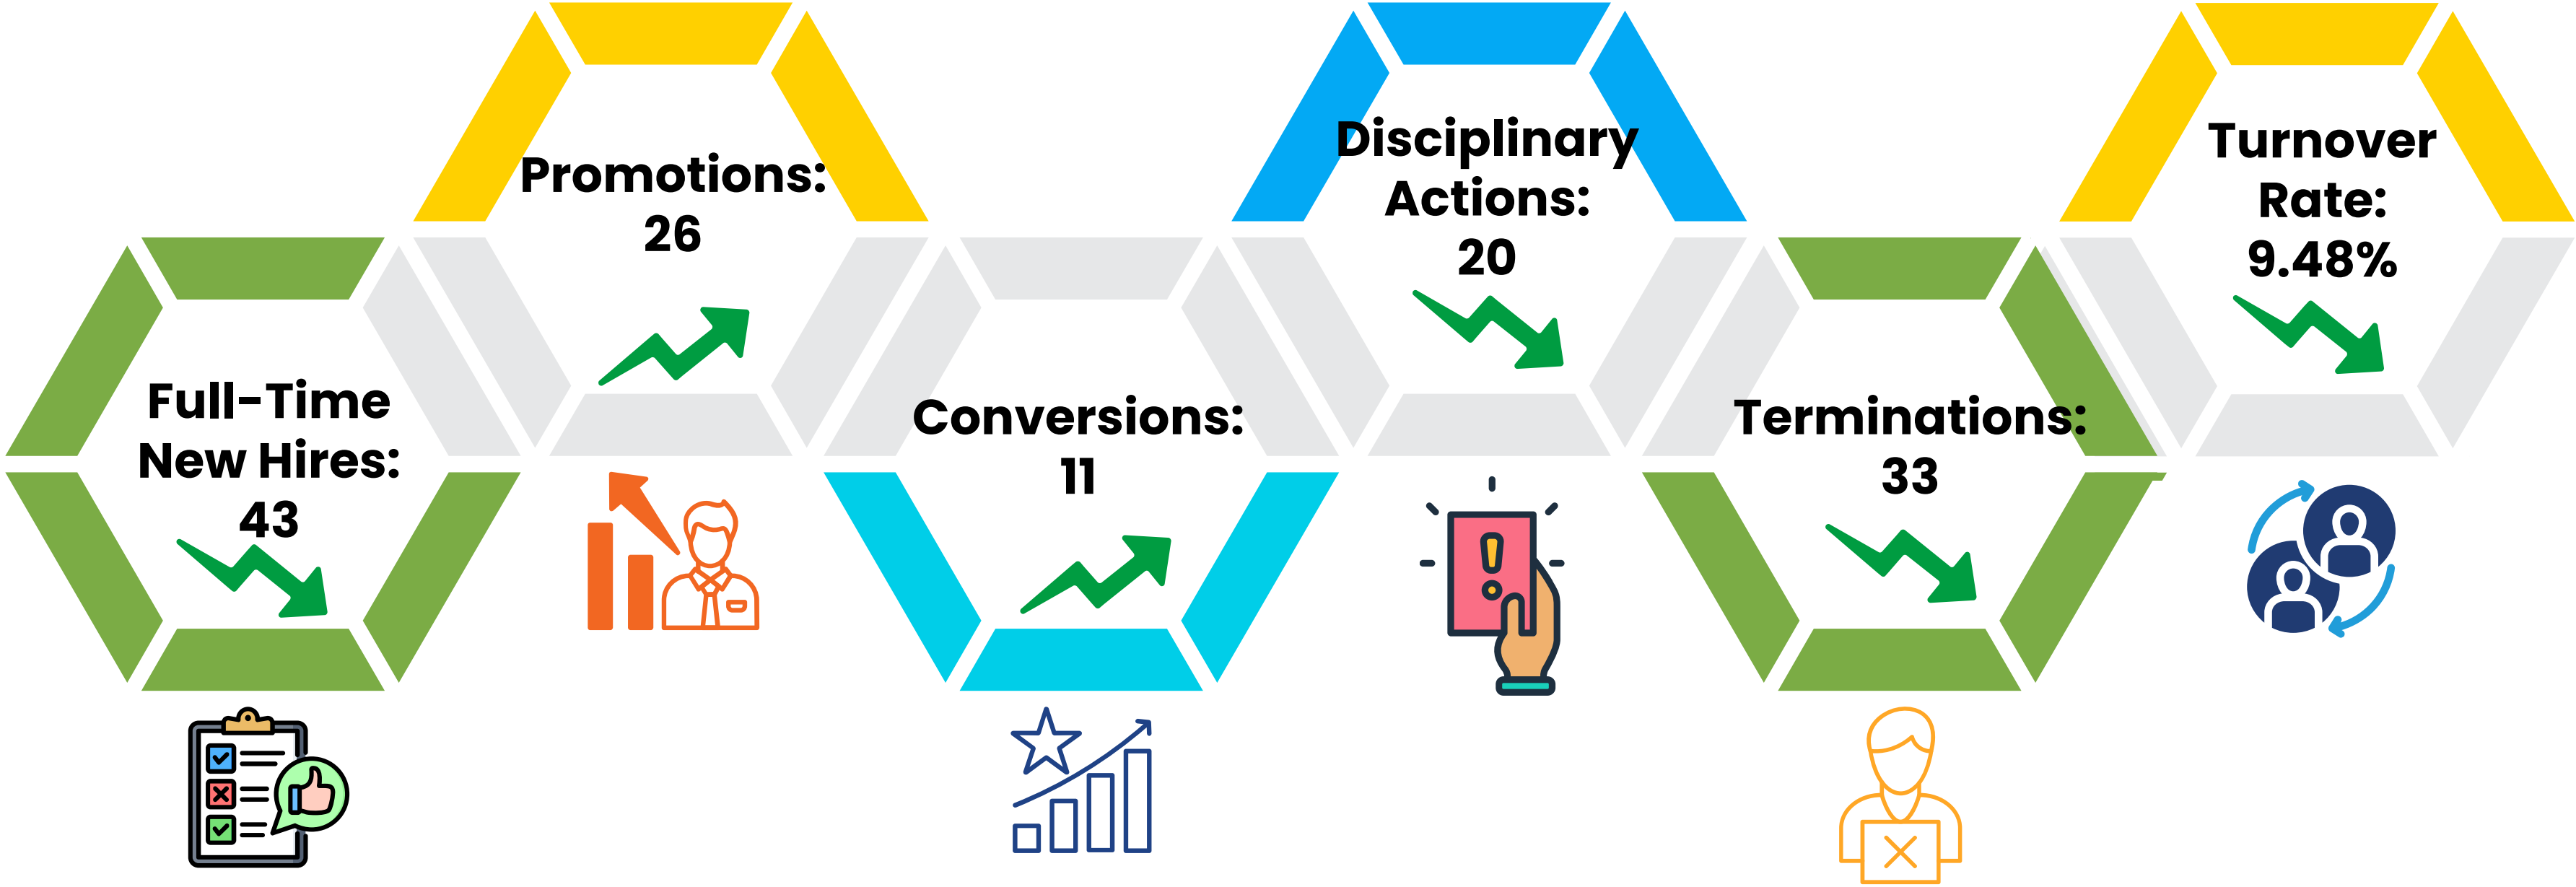 Full-Time
New Hires:
43
Promotions:
26
Conversions:
11
Disciplinary
Actions:
20
Terminations:
33
Turnover
Rate:
9.48%